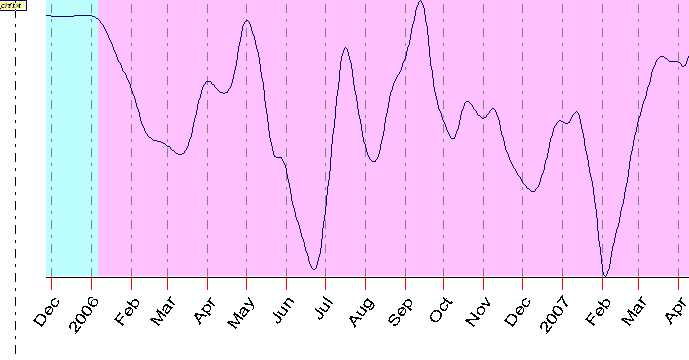 Dec
2006
Feb
Mar
Apr
May
Jun
Jul
Aug
Sep
Oct
Nov
Dec
2007
Feb
Mar
Apr